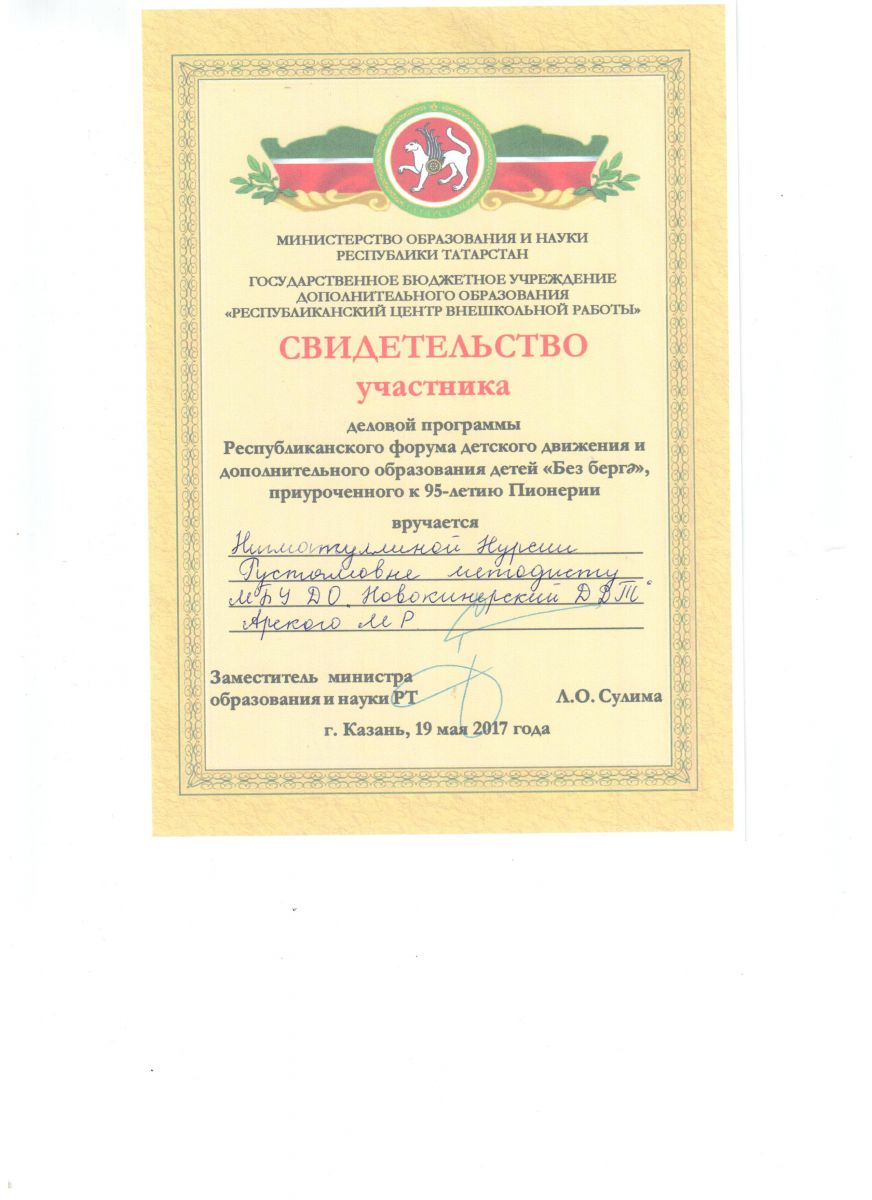 МИНИСТЕРСТВО ОБРАЗОВАНИЯ И НАУКИ
РЕСПУБЛИКИ ТАТАРСТАН
ГОСУДАРСТВЕННОЕ БЮДЖЕТНОЕ УЧРЕЖДЕНИЕ
ДОПОЛНИТЕЛЬНОГО ОБРАЗОВАНИЯ
«РЕСПУБЛИКАНСКИЙ ЦЕНТР ВНЕШКОЛЬНОЙ РАБОТЫ»
СВИДЕТЕЛЬСТВО
участника
деловой программы
Республиканского форума детского движения и
дополнительного образования детей «Без бергə»,
приуроченного к 95-летию Пионерии
вручается
Нигматуллиной Нурсии
Рустамовне методисту
МБУ ДО "Новокинерский ДДТ"
Арского МР
Заместитель министра
образования и науки РТ Л.О. Сулима
г. Казань, 19 мая 2017 года